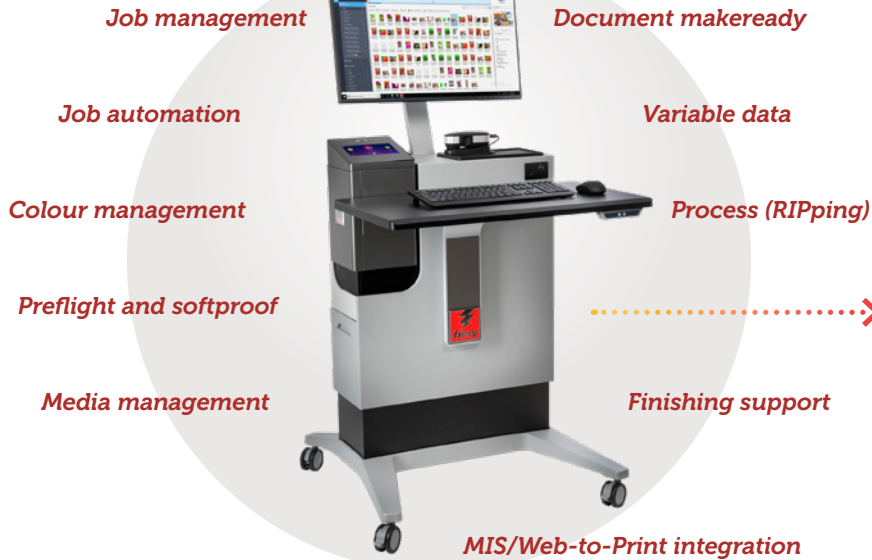 Job management
Document makeready
Job automation
Variable data
Colour management
Process (RIPping)
Preflight and softproof
fiery
Media management
Finishing support
MIS/Web-to-Print integration